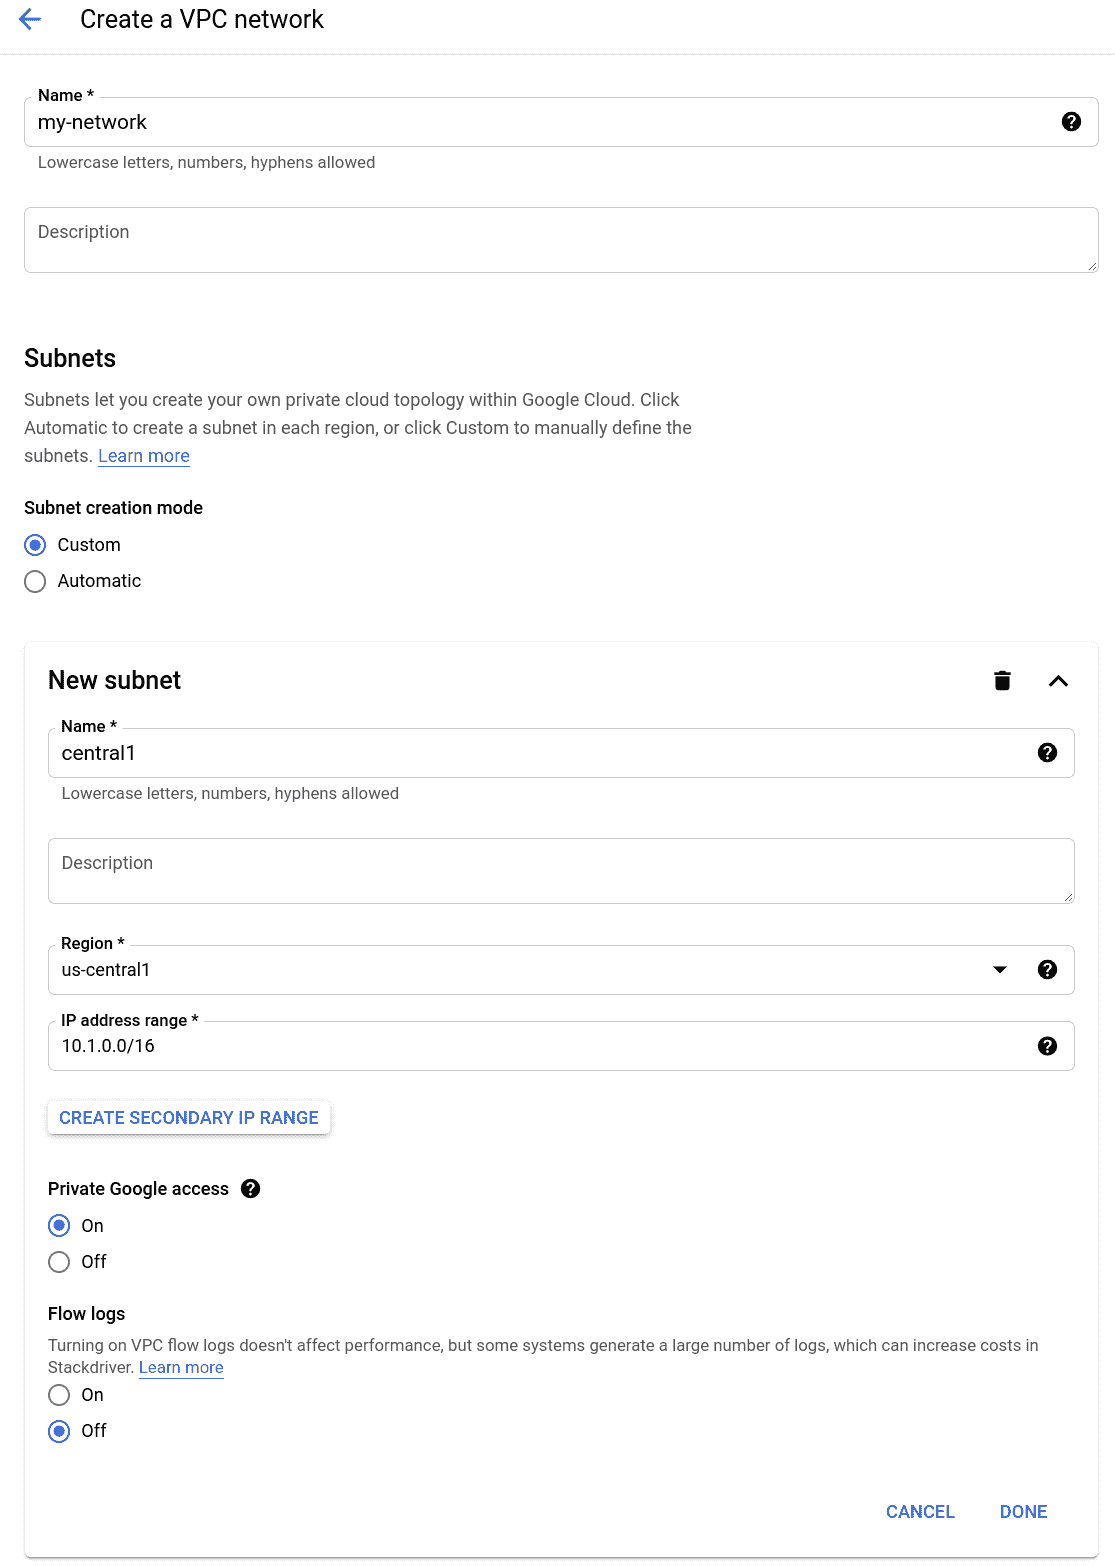 Create a VPC network
Name *
my-network
Lowercase letters, numbers, hyphens allowed
Description
Subnets
Subnets let you create your own private cloud topology within Google Cloud. Click
Automatic to create a subnet in each region, or click Custom to manually define the
subnets. Learn more
Subnet creation mode
Custom
Automatic
New subnet
Name *
central1
Lowercase letters, numbers, hyphens allowed
Description
Region *
us-central1
IP address range *
10.1.0.0/16
CREATE SECONDARY IP RANGE
Private Google access
On
Off
Flow logs
Turning on VPC flow logs doesn't affect performance, but some systems generate a large number of logs, which can increase costs in
Stackdriver. Learn more
On
Off
CANCEL DONE